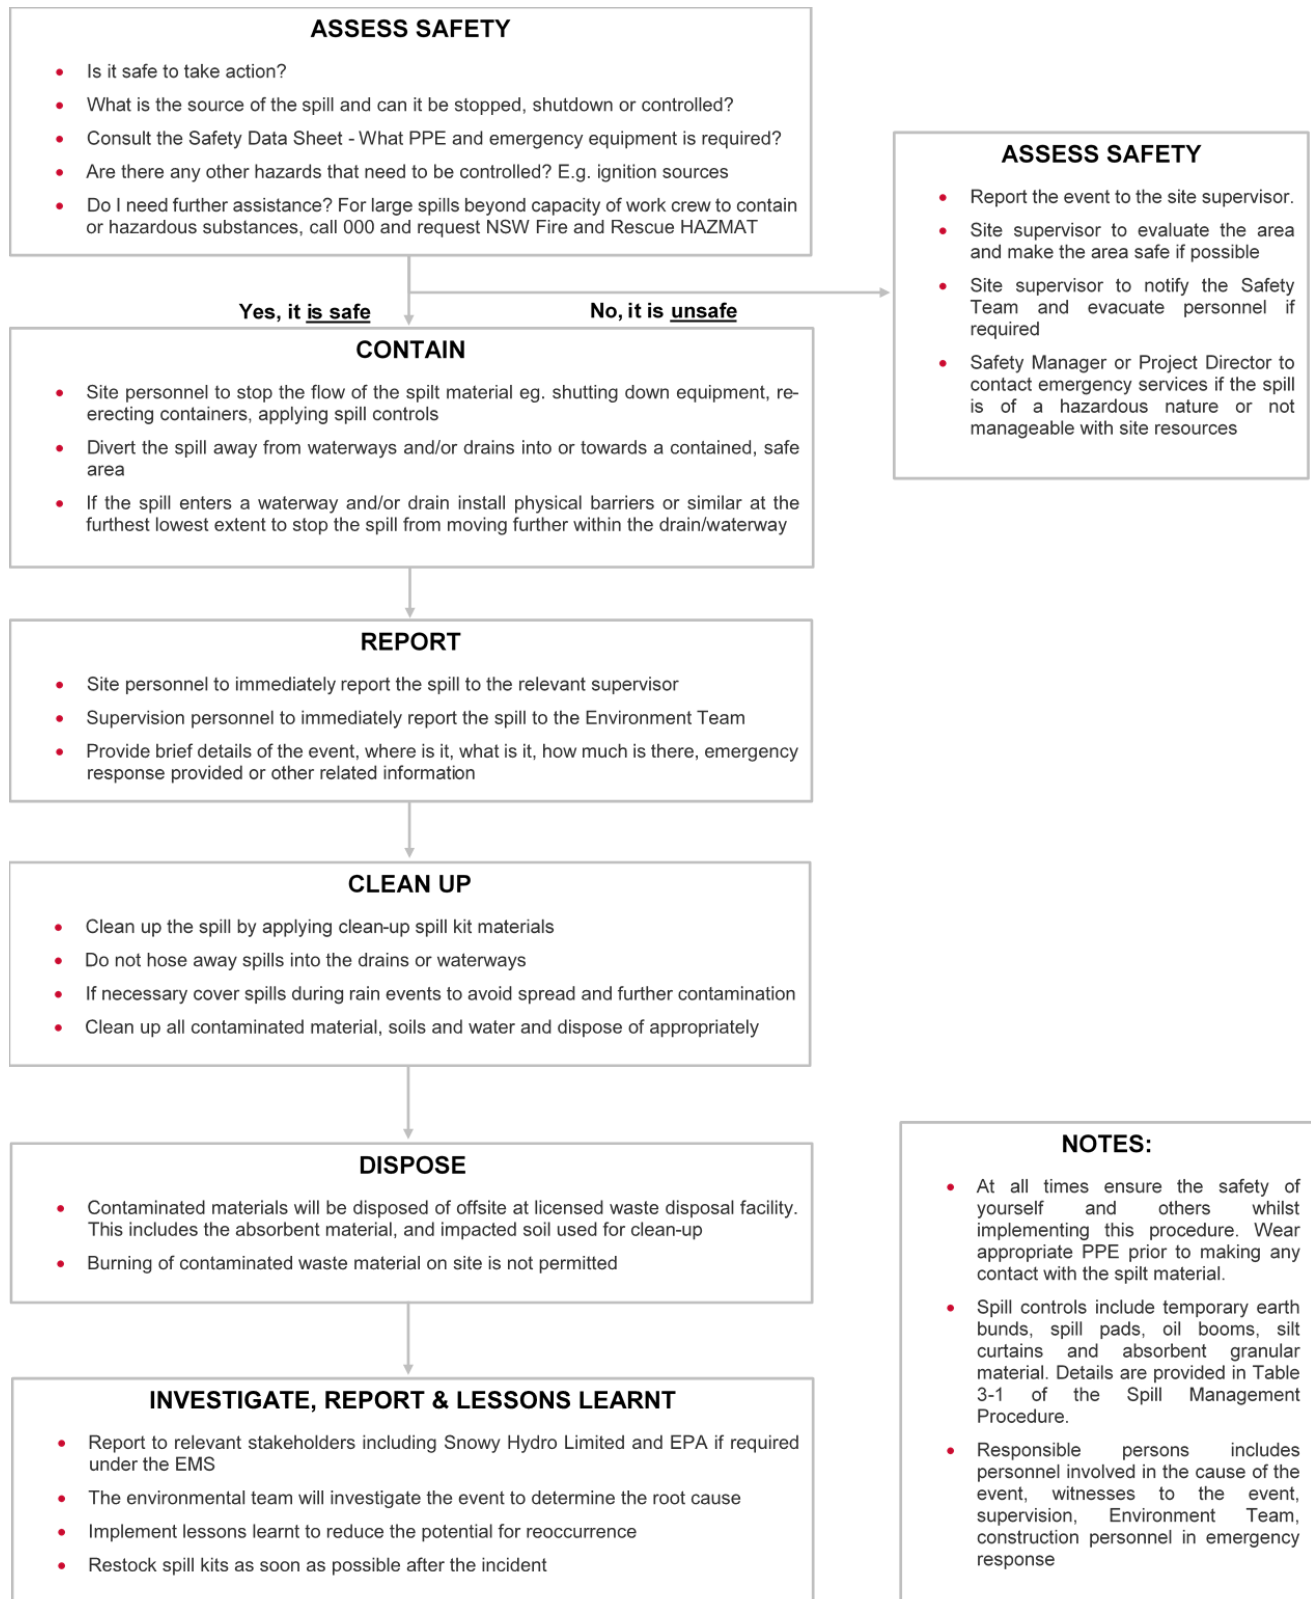 ASSESS SAFETY
• Is it safe to take action?
• What is the source of the spill and can it be stopped, shutdown or controlled?
• Consult the Safety Data Sheet - What PPE and emergency equipment is required?
• Are there any other hazards that need to be controlled? E.g. ignition sources
• Do I need further assistance? For large spills beyond capacity of work crew to contain
or hazardous substances, call 000 and request NSW Fire and Rescue HAZMAT
ASSESS SAFETY
• Report the event to the site supervisor.
• Site supervisor to evaluate the area
and make the area safe if possible
• Site supervisor to notify the Safety
Team and evacuate personnel if
required
• Safety Manager or Project Director to
contact emergency services if the spill
is of a hazardous nature or not
manageable with site resources
Yes, it is safe
No, it is unsafe
CONTAIN
• Site personnel to stop the flow of the spilt material eg. shutting down equipment, re-
erecting containers, applying spill controls
• Divert the spill away from waterways and/or drains into or towards a contained, safe
area
• If the spill enters a waterway and/or drain install physical barriers or similar at the
furthest lowest extent to stop the spill from moving further within the drain/waterway
REPORT
• Site personnel to immediately report the spill to the relevant supervisor
• Supervision personnel to immediately report the spill to the Environment Team
• Provide brief details of the event, where is it, what is it, how much is there, emergency
response provided or other related information
CLEAN UP
• Clean up the spill by applying clean-up spill kit materials
• Do not hose away spills into the drains or waterways
• If necessary cover spills during rain events to avoid spread and further contamination
• Clean up all contaminated material, soils and water and dispose of appropriately
DISPOSE
• Contaminated materials will be disposed of offsite at licensed waste disposal facility.
This includes the absorbent material, and impacted soil used for clean-up
• Burning of contaminated waste material on site is not permitted
INVESTIGATE, REPORT & LESSONS LEARNT
• Report to relevant stakeholders including Snowy Hydro Limited and EPA if required
under the EMS
• The environmental team will investigate the event to determine the root cause
• Implement lessons learnt to reduce the potential for reoccurrence
• Restock spill kits as soon as possible after the incident
NOTES:
• At all times ensure the safety of
yourself and others whilst
implementing this procedure. Wear
appropriate PPE prior to making any
contact with the spilt material.
• Spill controls include temporary earth
bunds, spill pads, oil booms, silt
curtains and absorbent granular
material. Details are provided in Table
3-1 of the Spill Management
Procedure.
• Responsible persons includes
personnel involved in the cause of the
event, witnesses to the event,
supervision, Environment Team,
construction personnel in emergency
response